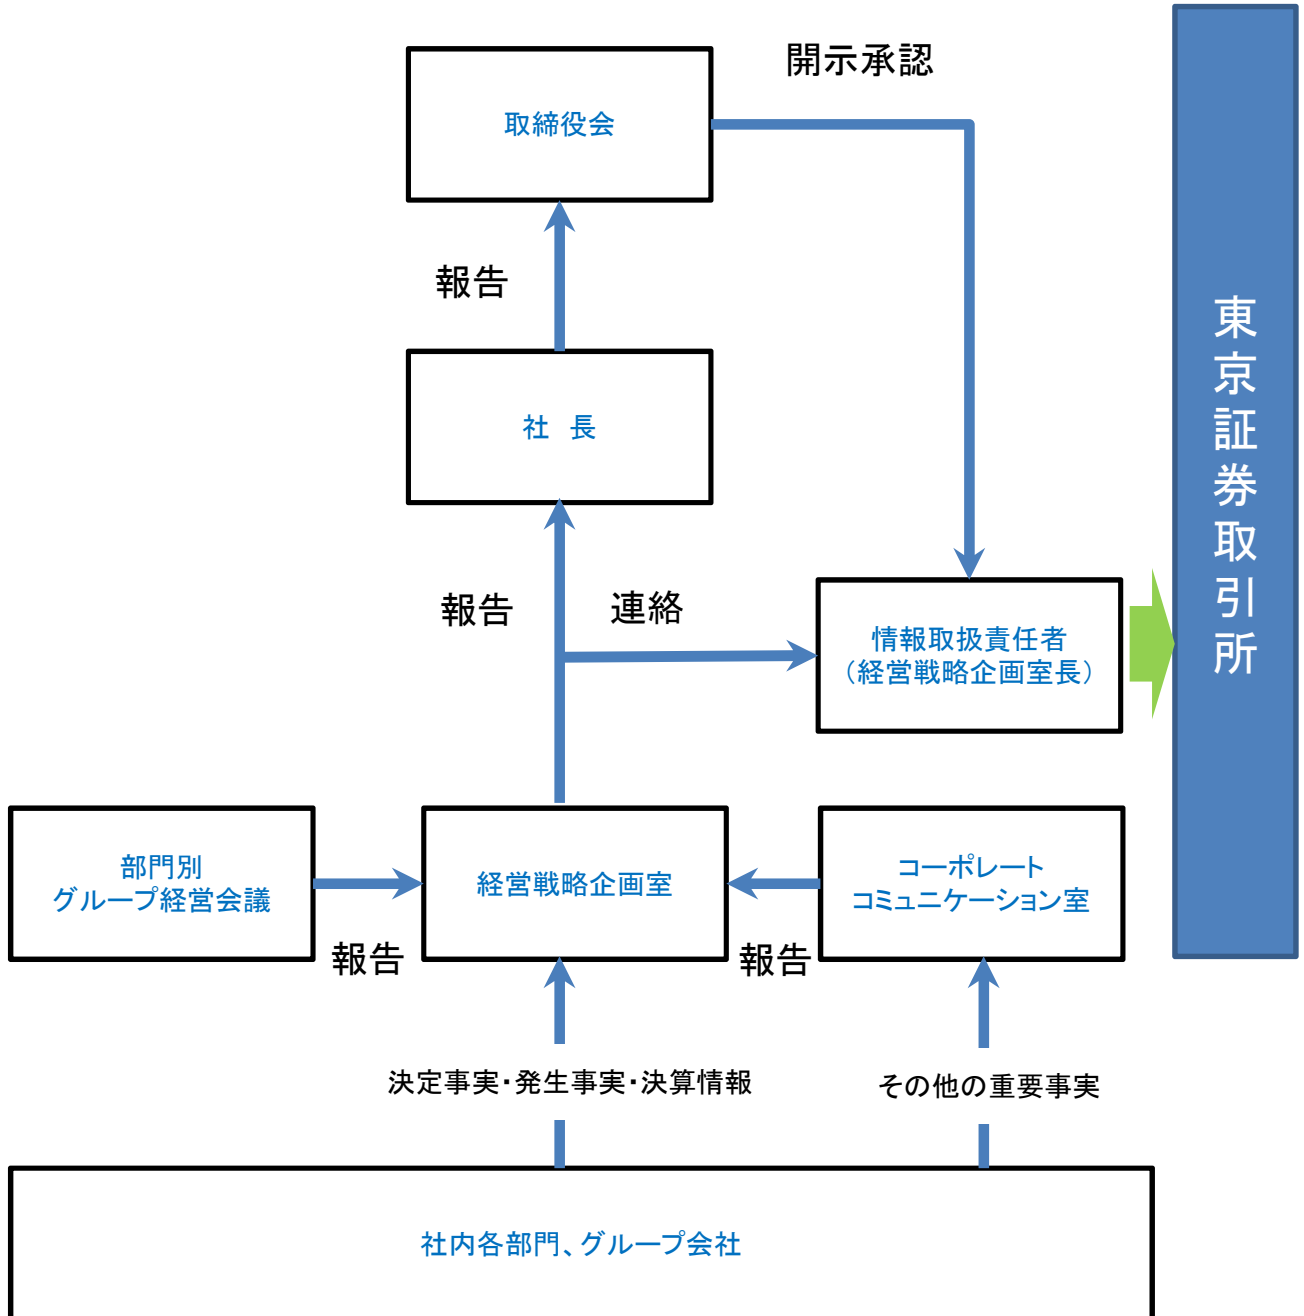 開示承認
取締役会
報告
社　長
報告
連絡
情報取扱責任者
（経営戦略企画室長）
東京証券取引所
部門別
グループ経営会議
経営戦略企画室
コーポレート
コミュニケーション室
報告
報告
決定事実・発生事実・決算情報
その他の重要事実
社内各部門、グループ会社